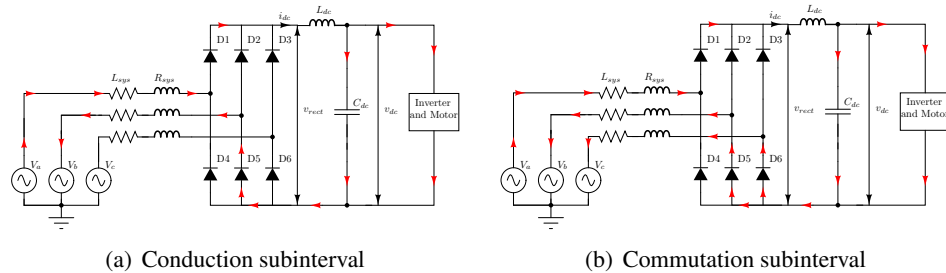 i_dc L_dc
D1 D2 D3
L_sys R_sys
v_rect C_dc v_dc
Inverter
and Motor
D4 D5 D6
V_a V_b V_c
(a) Conduction subinterval
i_dc L_dc
D1 D2 D3
L_sys R_sys
v_rect C_dc v_dc
Inverter
and Motor
D4 D5 D6
V_a V_b V_c
(b) Commutation subinterval